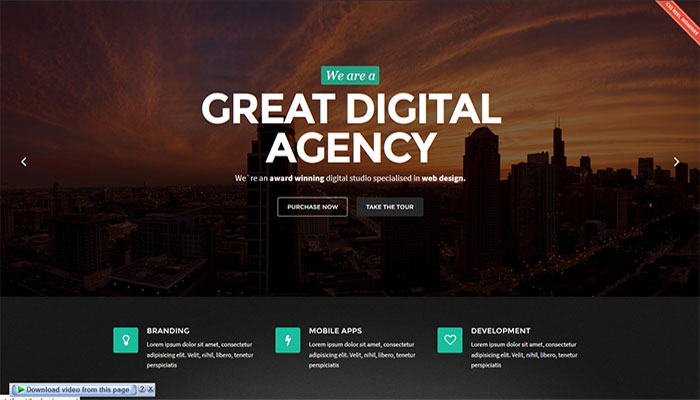 CSS REEL NOMINEE
We are a
GREAT DIGITAL
AGENCY
We`re an award winning digital studio specialised in web design.
PURCHASE NOW
TAKE THE TOUR
BRANDING
Lorem ipsum dolor sit amet, consectetur
adipisicing elit. Velit, nihil, libero, tenetur
perspiciatis
MOBILE APPS
Lorem ipsum dolor sit amet, consectetur
adipisicing elit. Velit, nihil, libero, tenetur
perspiciatis
DEVELOPMENT
Lorem ipsum dolor sit amet, consectetur
adipisicing elit. Velit, nihil, libero, tenetur
perspiciatis
Download video from this page ? X